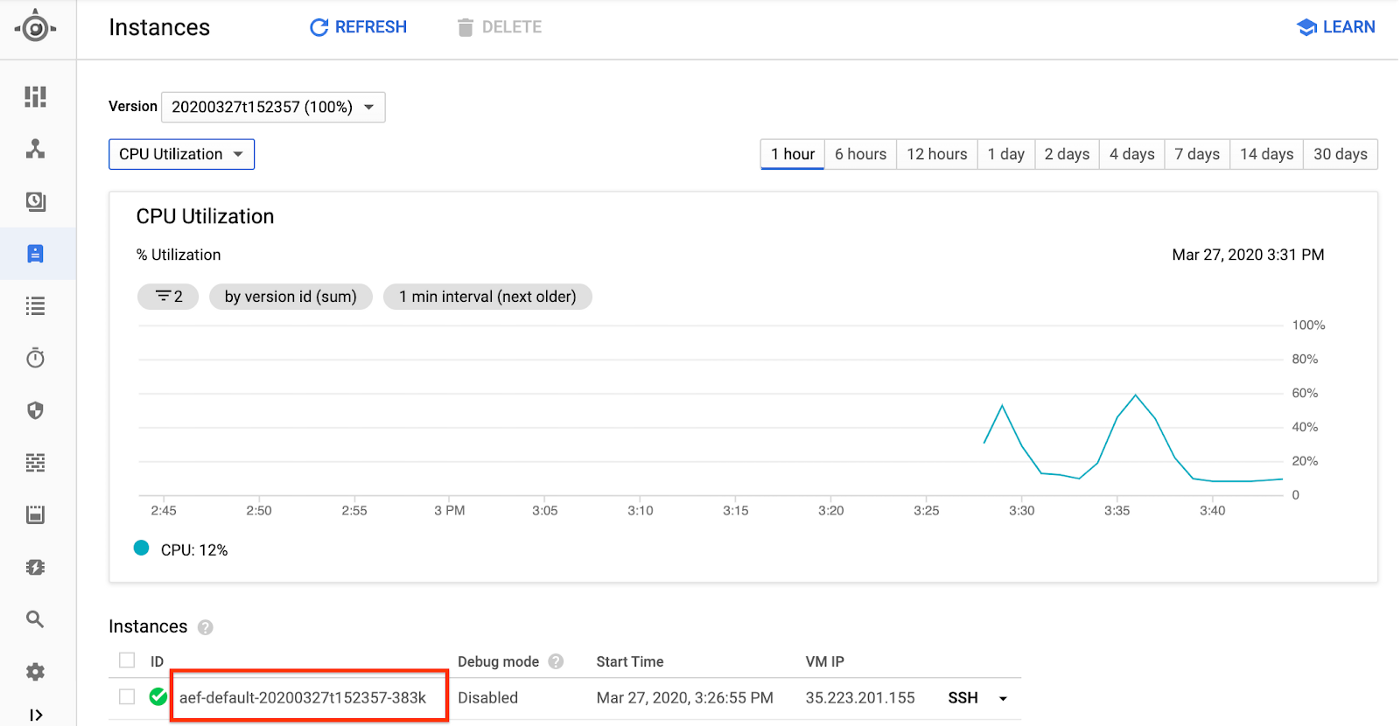 Instances REFRESH DELETE LEARN
Version 20200327t152357 (100%)
CPU Utilization 1 hour 6 hours 12 hours 1 day 2 days 4 days 7 days 14 days 30 days
CPU Utilization
% Utilization Mar 27, 2020 3:31 PM
2 by version id (sum) 1 min interval (next older)
100%
80%
60%
40%
20%
0
2:45 2:50 2:55 3 PM 3:05 3:10 3:15 3:20 3:25 3:30 3:35 3:40
CPU: 12%
Instances ?
ID Debug mode ? Start Time VM IP
aef-default-20200327t152357-383k Disabled Mar 27, 2020, 3:26:55 PM 35.223.201.155 SSH